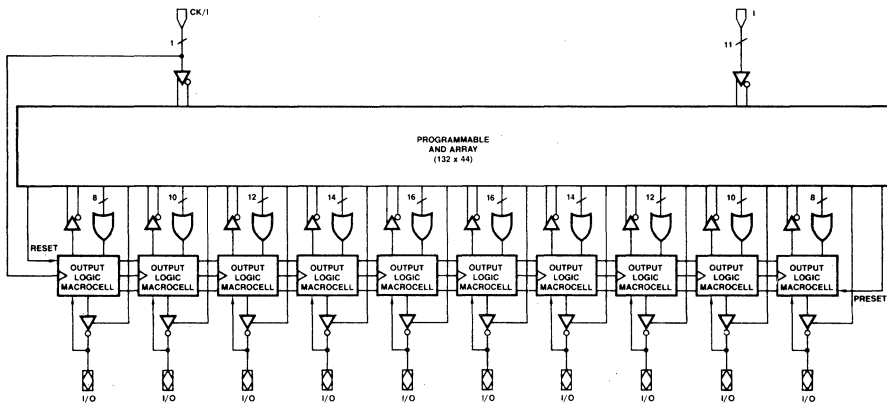 CK/I
I
1
11
PROGRAMMABLE
AND ARRAY
(132 x 44)
8
10
12
14
16
16
14
12
10
8
RESET
OUTPUT
LOGIC
MACROCELL
OUTPUT
LOGIC
MACROCELL
OUTPUT
LOGIC
MACROCELL
OUTPUT
LOGIC
MACROCELL
OUTPUT
LOGIC
MACROCELL
OUTPUT
LOGIC
MACROCELL
OUTPUT
LOGIC
MACROCELL
OUTPUT
LOGIC
MACROCELL
OUTPUT
LOGIC
MACROCELL
OUTPUT
LOGIC
MACROCELL
PRESET
I/O
I/O
I/O
I/O
I/O
I/O
I/O
I/O
I/O
I/O